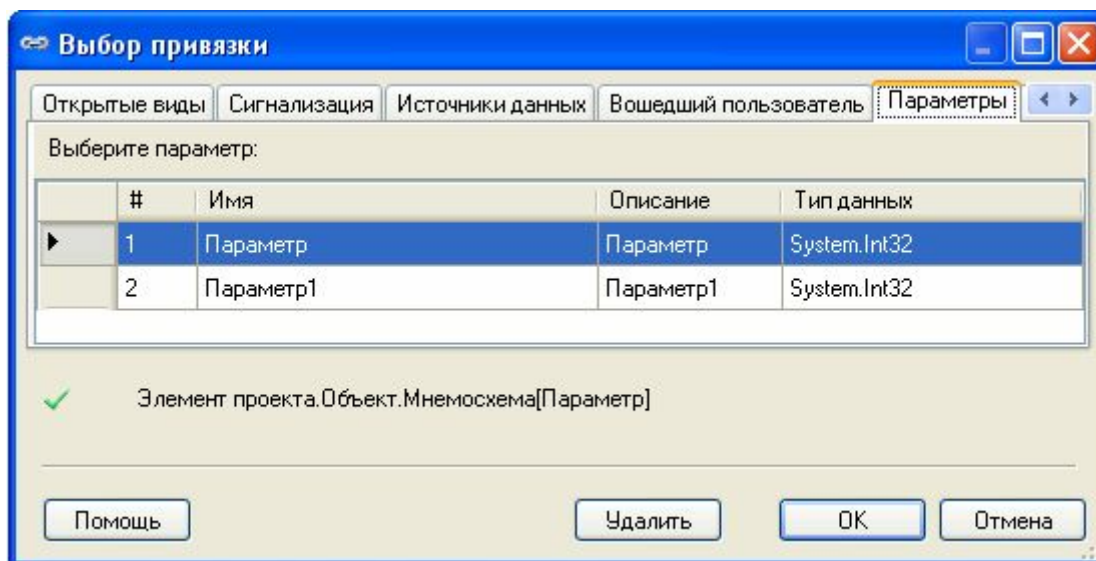 Выбор привязки
Открытые виды Сигнализация Источники данных Вошедший пользователь Параметры
Выберите параметр:
# Имя Описание Тип данных
1 Параметр Параметр System.Int32
2 Параметр1 Параметр1 System.Int32
Элемент проекта.Объект.Мнемосхема[Параметр]
Помощь Удалить OK Отмена